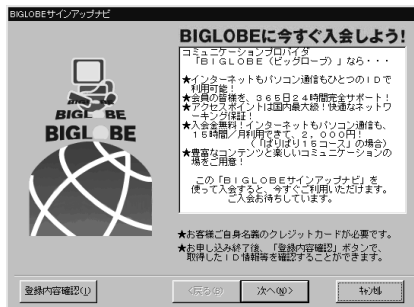 BIGLOBEサインアップナビ
BIGLOBEに今すぐ入会しよう!
コミュニケーションプロバイダ
「BIGLOBE（ビッグローブ）」なら・・・
★インターネットもパソコン通信もひとつのIDで
利用可能！
★会員の皆様を、３６５日２４時間完全サポート！
★アクセスポイントは国内最大級！快適なネットワ
ーキング保証！
★入会金無料！インターネットもパソコン通信も、
１５時間／月利用できて、２，０００円！
（「ばりばり１５コース」の場合）
★豊富なコンテンツと楽しいコミュニケーションの
場をご用意！
この「BIGLOBEサインアップナビ」を
使って入会すると、今すぐご利用いただけます。
ご入会お待ちしています。
BIGLOBE
BIGLOBE
★お客様ご自身名義のクレジットカードが必要です。
★お申し込み終了後、「登録内容確認」ボタンで、
取得したＩＤ情報等を確認することができます。
登録内容確認(I)
<戻る(B)
次へ(N)>
ｷｬﾝｾﾙ